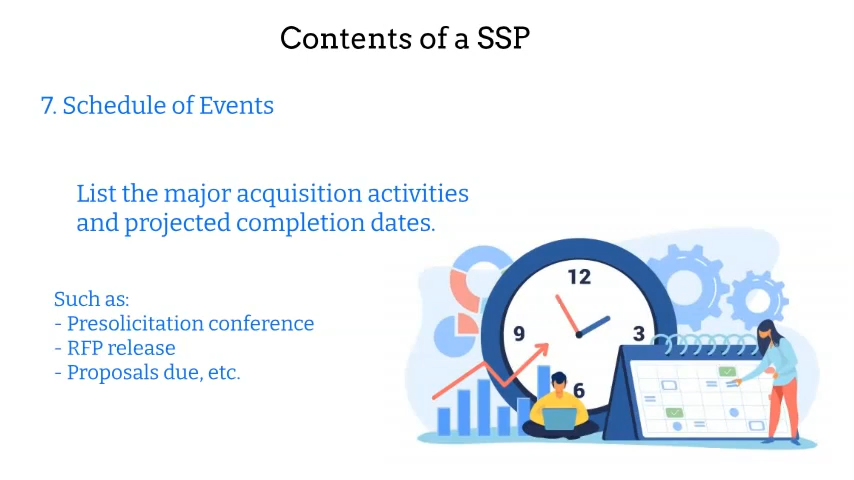 Contents of a SSP
7. Schedule of Events
List the major acquisition activities
and projected completion dates.
Such as:
- Presolicitation conference
- RFP release
- Proposals due, etc.
12
9
3
6